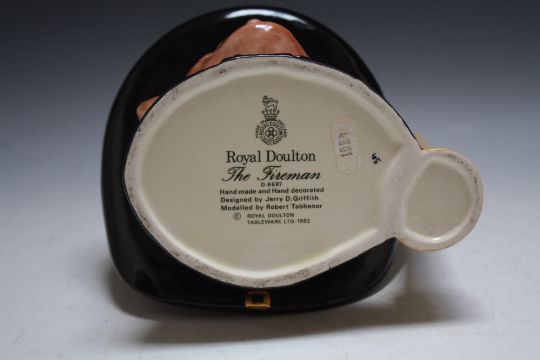 Royal Doulton
The Fireman
D 6697
Hand made and Hand decorated
Designed by Jerry D. Griffith
Modelled by Robert Tabbenor
© ROYAL DOULTON
TABLEWARE LTD. 1982